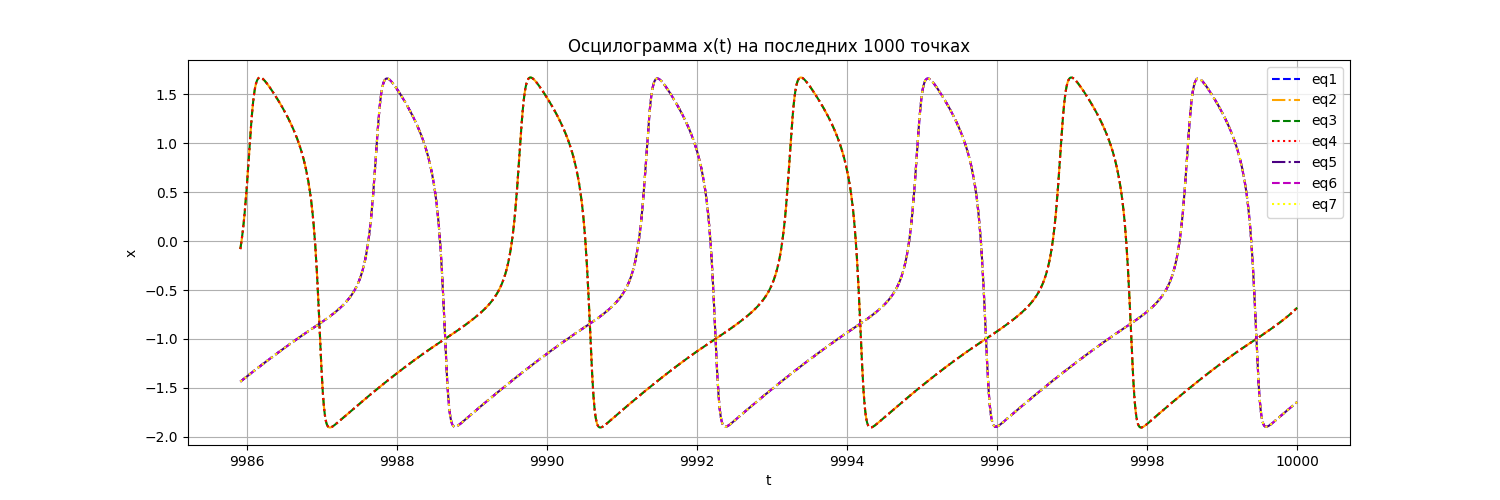 Осцилограмма x(t) на последних 1000 точках
x
1.5
1.0
0.5
0.0
−0.5
−1.0
−1.5
−2.0
eq1
eq2
eq3
eq4
eq5
eq6
eq7
9986
9988
9990
9992
9994
9996
9998
10000
t